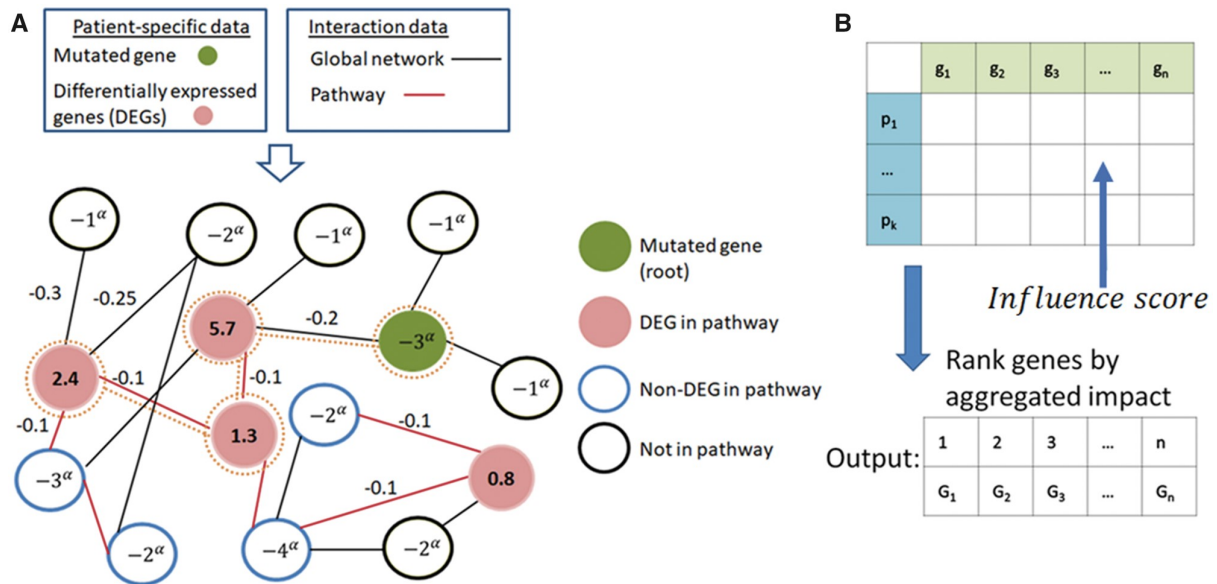 A
Patient-specific data
Mutated gene
Differentially expressed
genes (DEGs)
Interaction data
Global network
Pathway
−1^α
−2^α
−1^α
−1^α
-0.3
-0.25
5.7
-0.2
−3^α
2.4
-0.1
-0.1
−1^α
-0.1
1.3
−2^α
-0.1
−3^α
-0.1
0.8
−2^α
−4^α
−2^α
Mutated gene
(root)
DEG in pathway
Non-DEG in pathway
Not in pathway
B
g1 g2 g3 ... gn
p1
...
pk
Influence score
Rank genes by
aggregated impact
Output:
1 2 3 ... n
G1 G2 G3 ... Gn